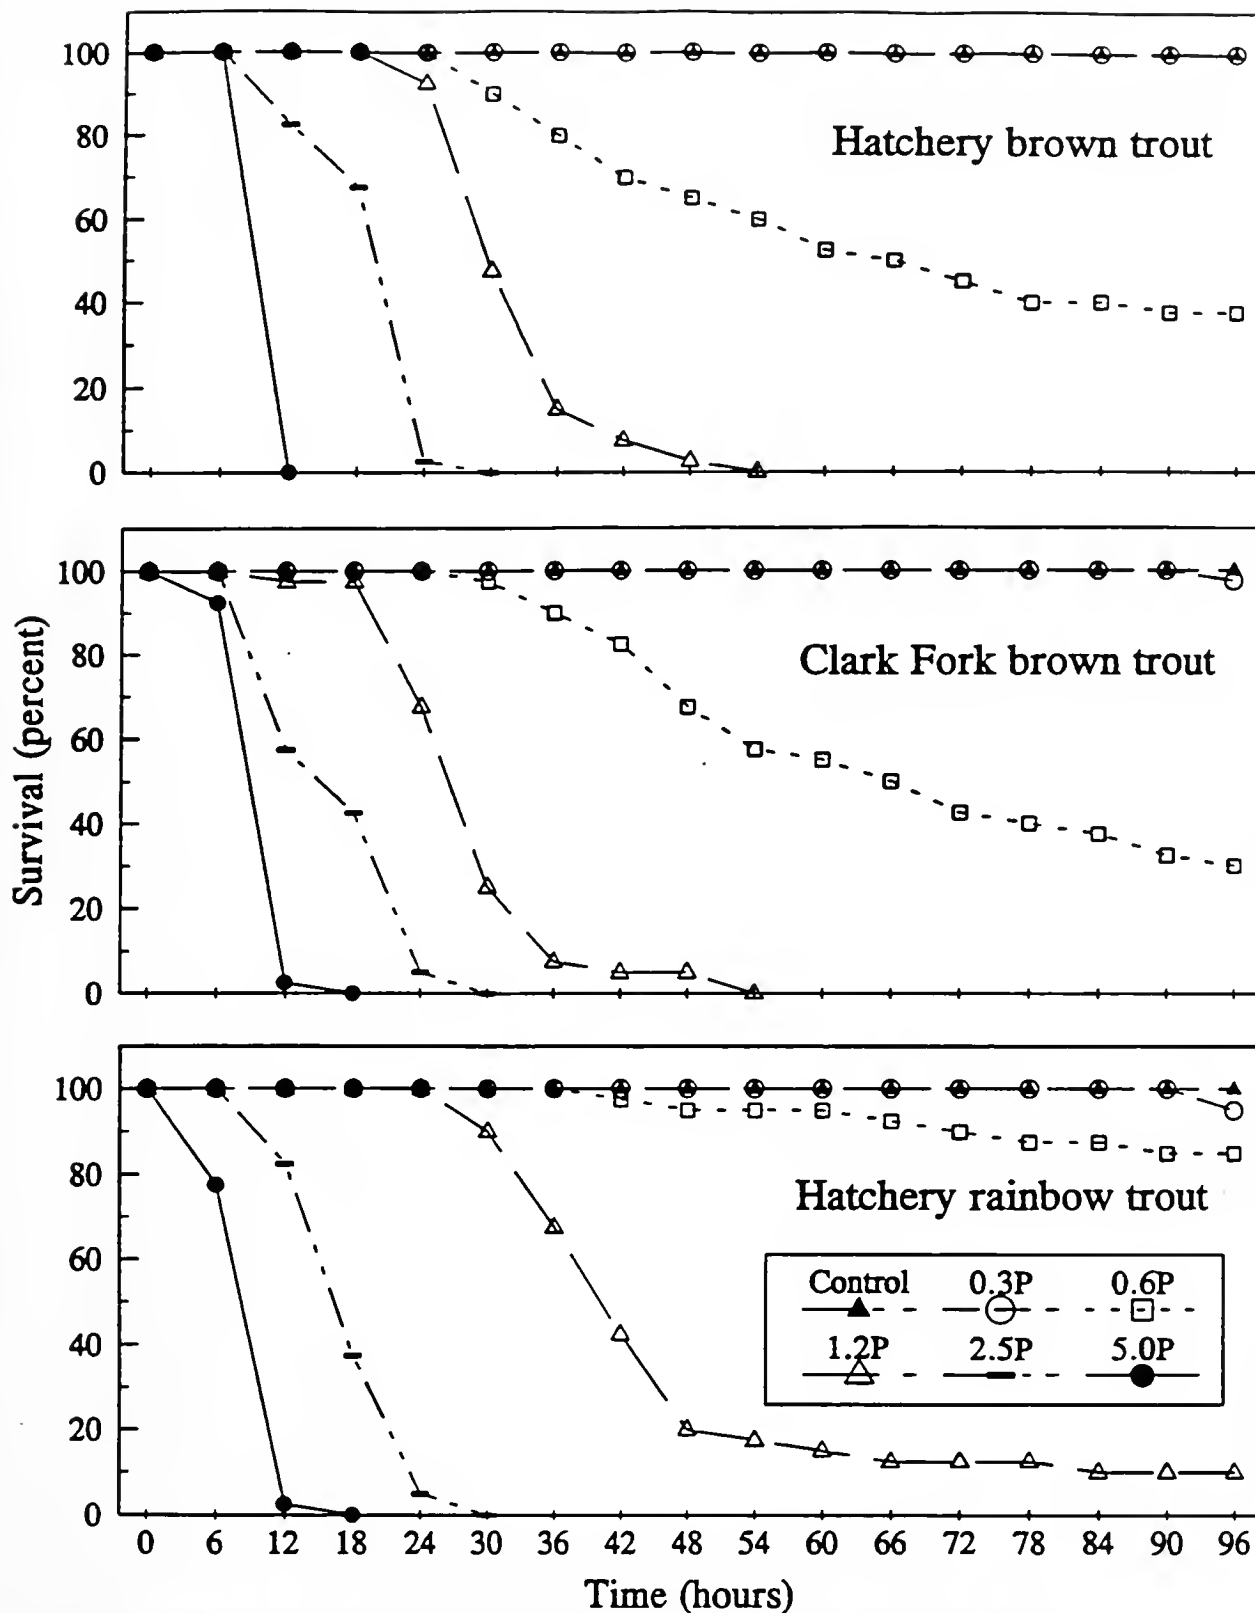 100
80
60
40
20
0
Hatchery brown trout
100
80
60
40
20
0
Clark Fork brown trout
Survival (percent)
100
80
60
40
20
0
Hatchery rainbow trout
Control 0.3P 0.6P
1.2P 2.5P 5.0P
0 6 12 18 24 30 36 42 48 54 60 66 72 78 84 90 96
Time (hours)